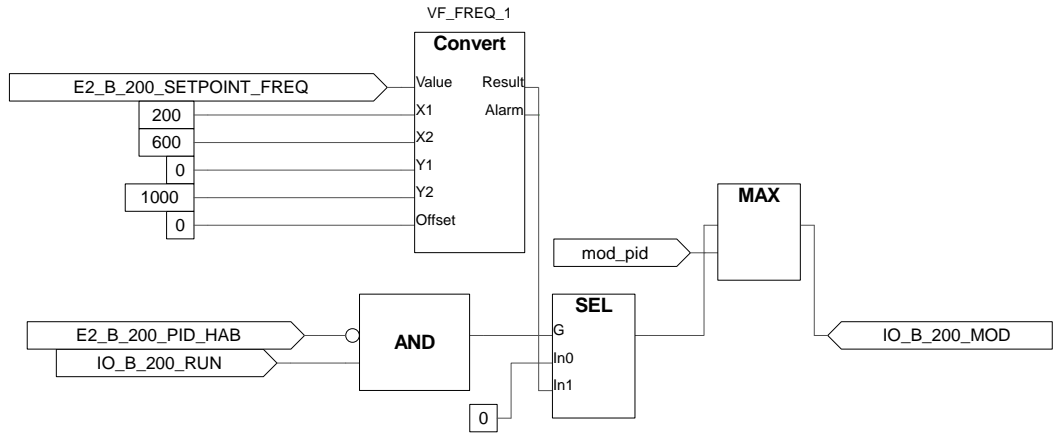 VF_FREQ_1
Convert
E2_B_200_SETPOINT_FREQ
Value Result
200
X1 Alarm
600
X2
0
Y1
1000
Y2
0
Offset
MAX
mod_pid
SEL
E2_B_200_PID_HAB
AND
G
IO_B_200_MOD
IO_B_200_RUN
In0
In1
0